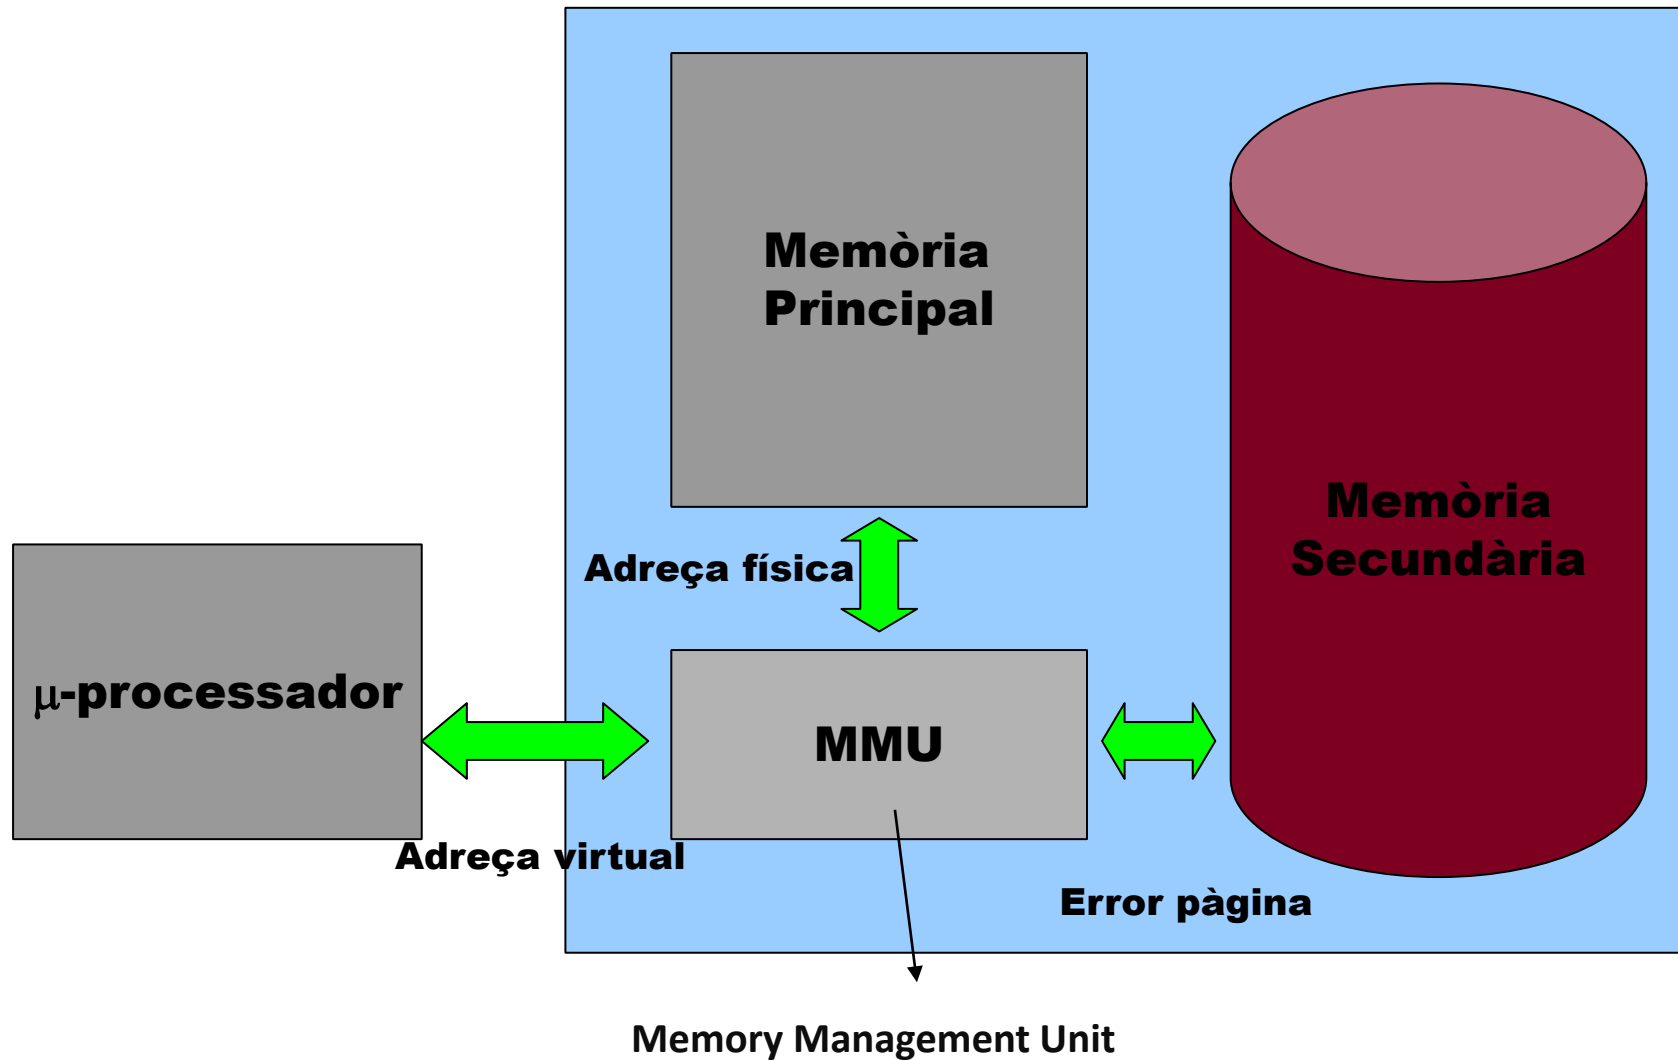 Memòria
Principal
Memòria
Secundària
Adreça física
μ-processador
MMU
Adreça virtual
Error pàgina
Memory Management Unit